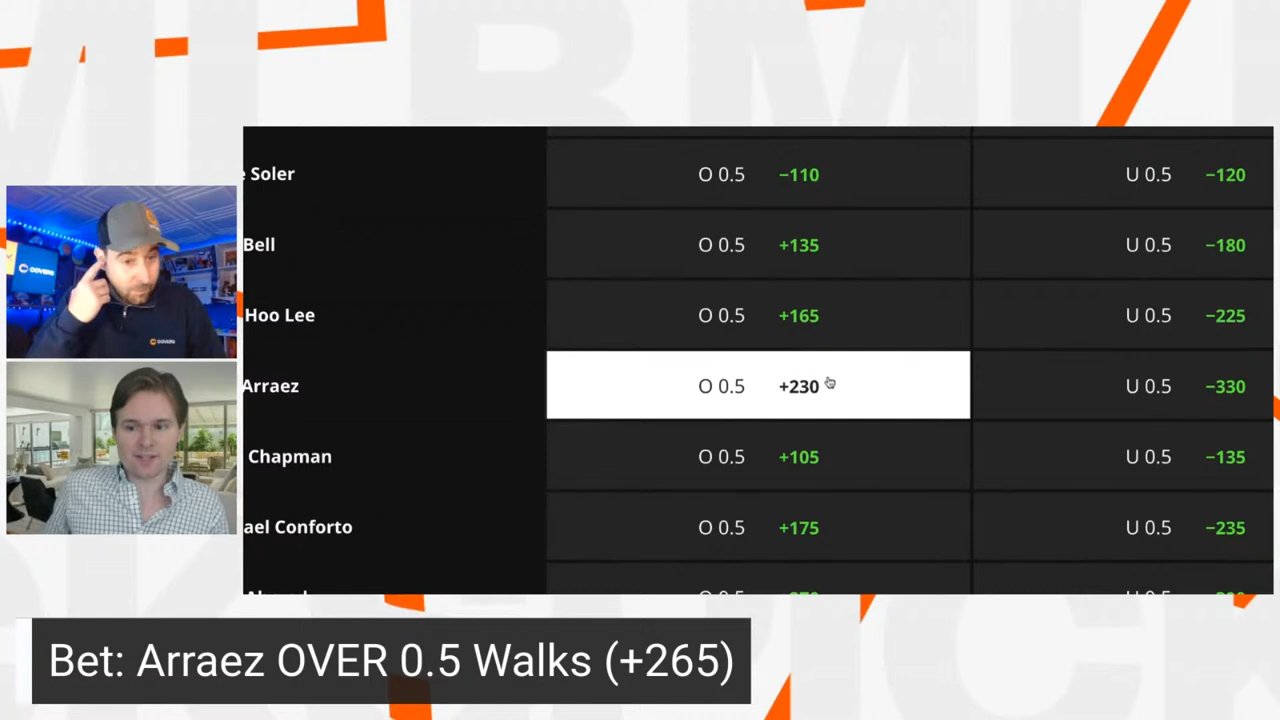 e Soler O 0.5 −110 U 0.5 −120
Bell O 0.5 +135 U 0.5 −180
Hoo Lee O 0.5 +165 U 0.5 −225
Arraez O 0.5 +230 U 0.5 −330
Chapman O 0.5 +105 U 0.5 −135
ael Conforto O 0.5 +175 U 0.5 −235
COVERS
COVERS
Bet: Arraez OVER 0.5 Walks (+265)